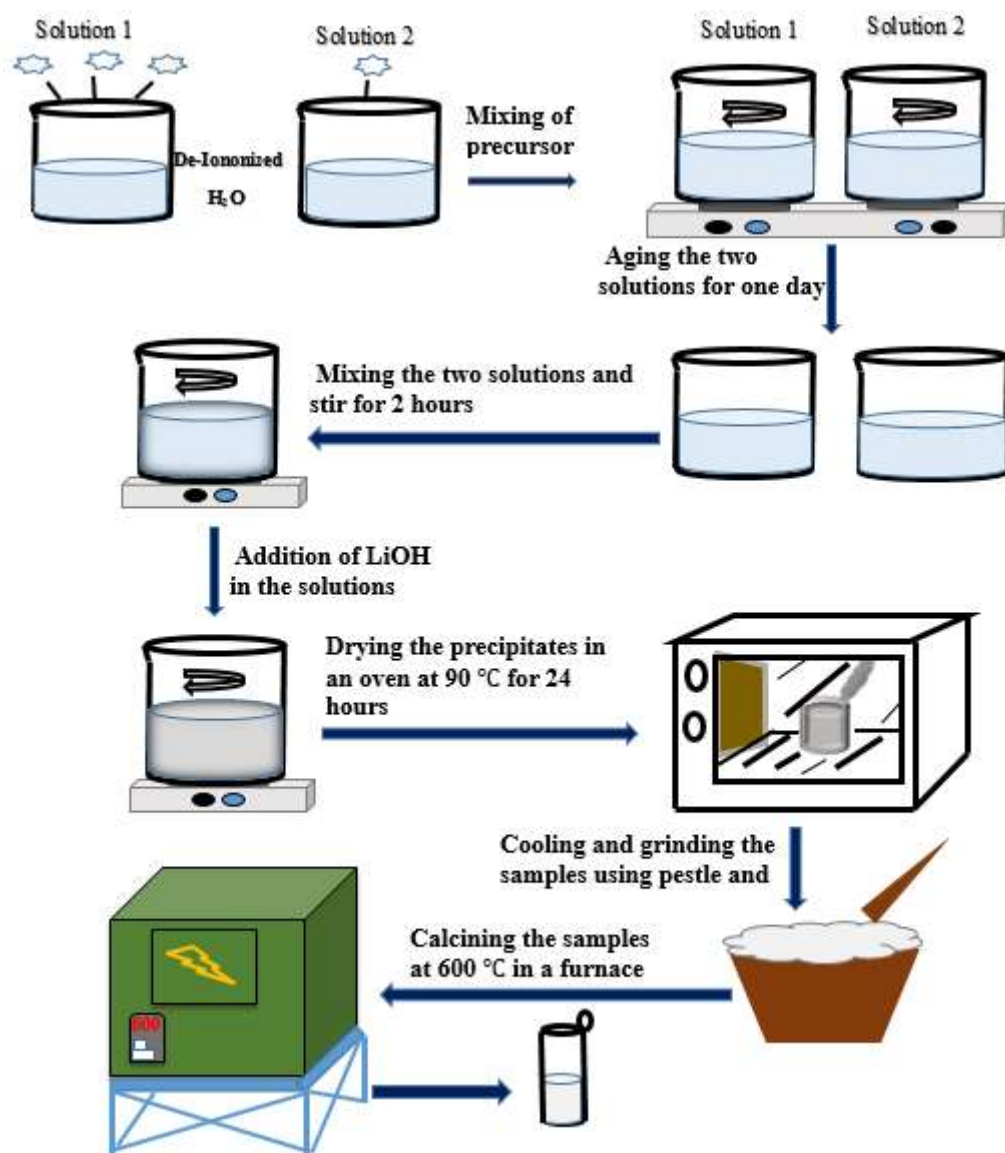 Solution 1
Solution 2
Solution 1
Solution 2
De-Iononized
H₂O
Mixing of
precursor
Aging the two
solutions for one day
Mixing the two solutions and
stir for 2 hours
Addition of LiOH
in the solutions
Drying the precipitates in
an oven at 90 °C for 24
hours
Cooling and grinding the
samples using pestle and
Calcining the samples
at 600 °C in a furnace
600